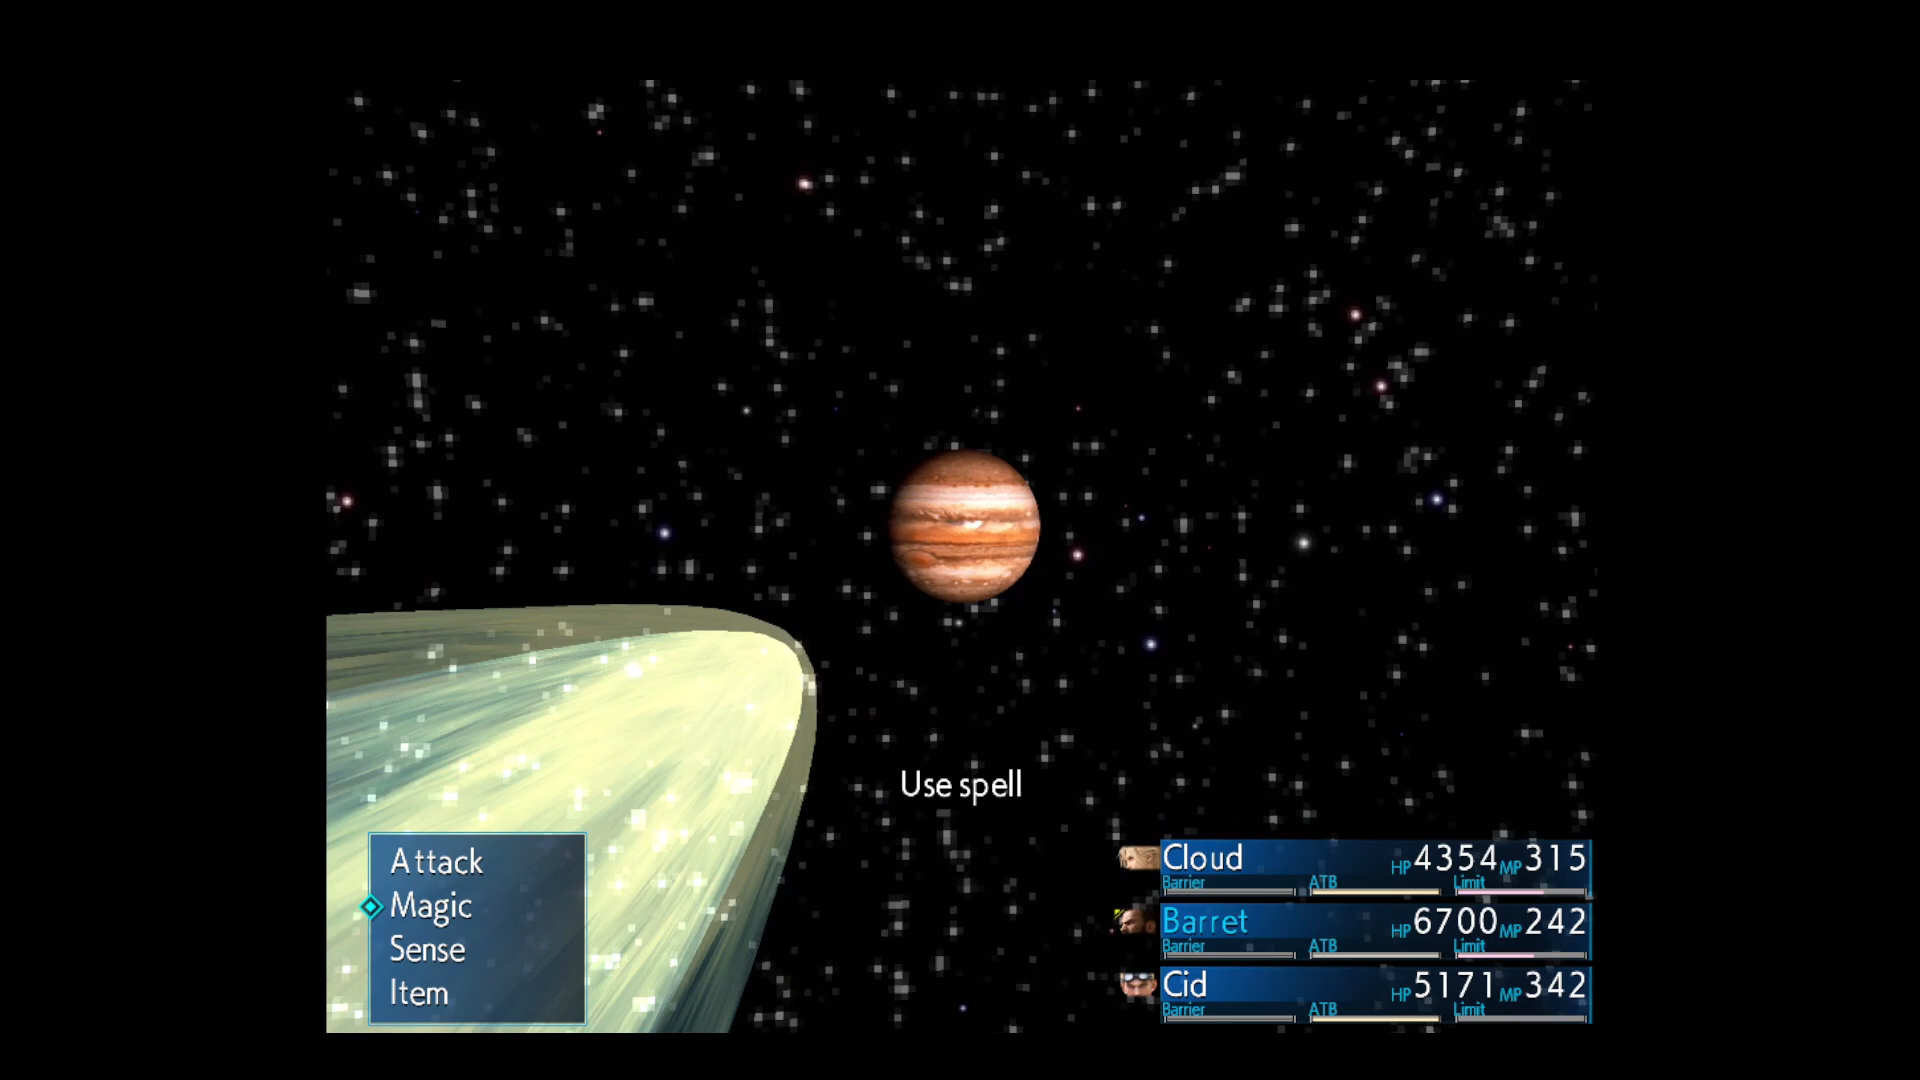 Use spell
Attack
Magic
Sense
Item
Cloud HP 4354 MP 315
Barrier ATB Limit
Barret HP 6700 MP 242
Barrier ATB Limit
Cid HP 5171 MP 342
Barrier ATB Limit